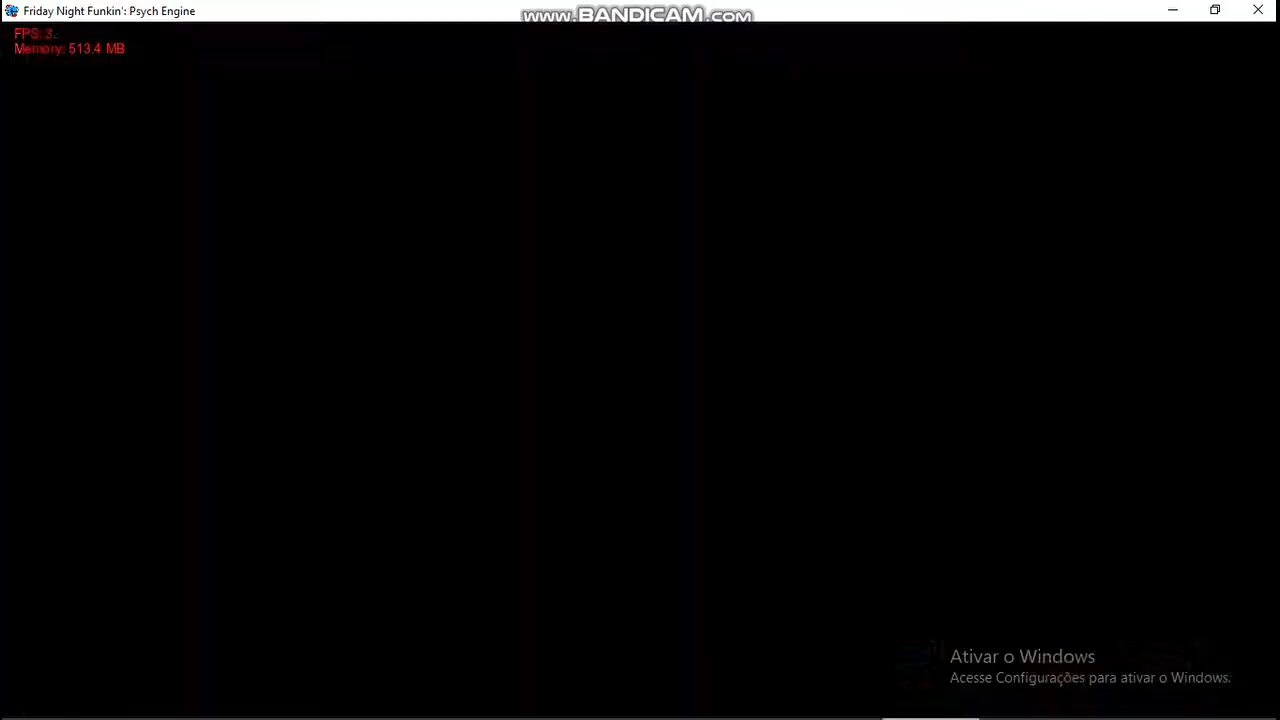 Friday Night Funkin': Psych Engine
www.BANDICAM.com
FPS: 3.
Memory: 513.4 MB
Ativar o Windows
Acesse Configurações para ativar o Windows.